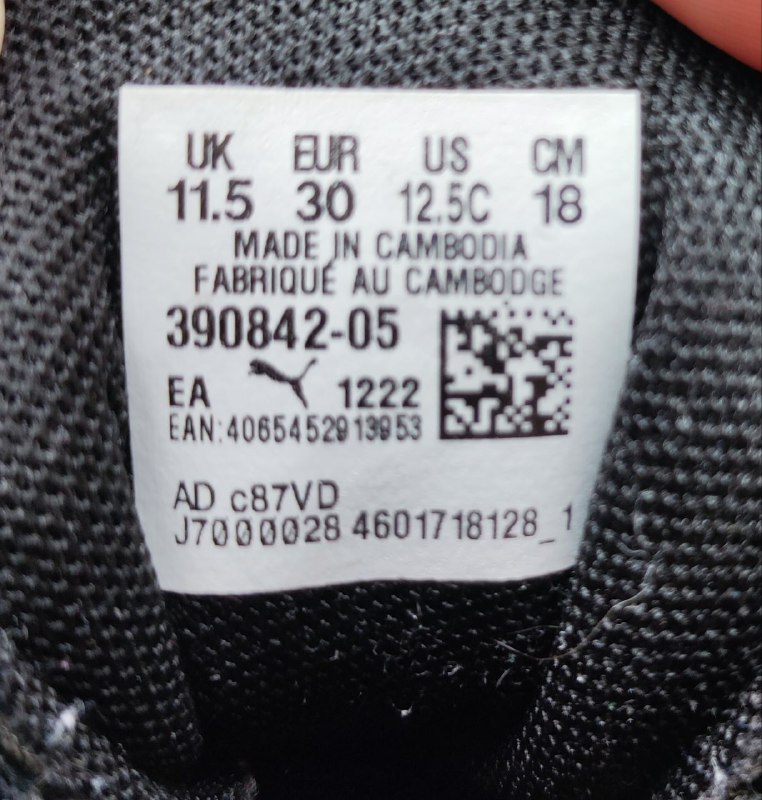 UK EUR US CM
11.5 30 12.5C 18
MADE IN CAMBODIA
FABRIQUÉ AU CAMBODGE
390842-05
EA 1222
EAN:4065452913953
AD c87VD
J7000028 4601718128_1